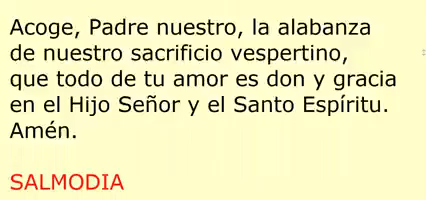 Acoge, Padre nuestro, la alabanza
de nuestro sacrificio vespertino,
que todo de tu amor es don y gracia
en el Hijo Señor y el Santo Espíritu.
Amén.
SALMODIA